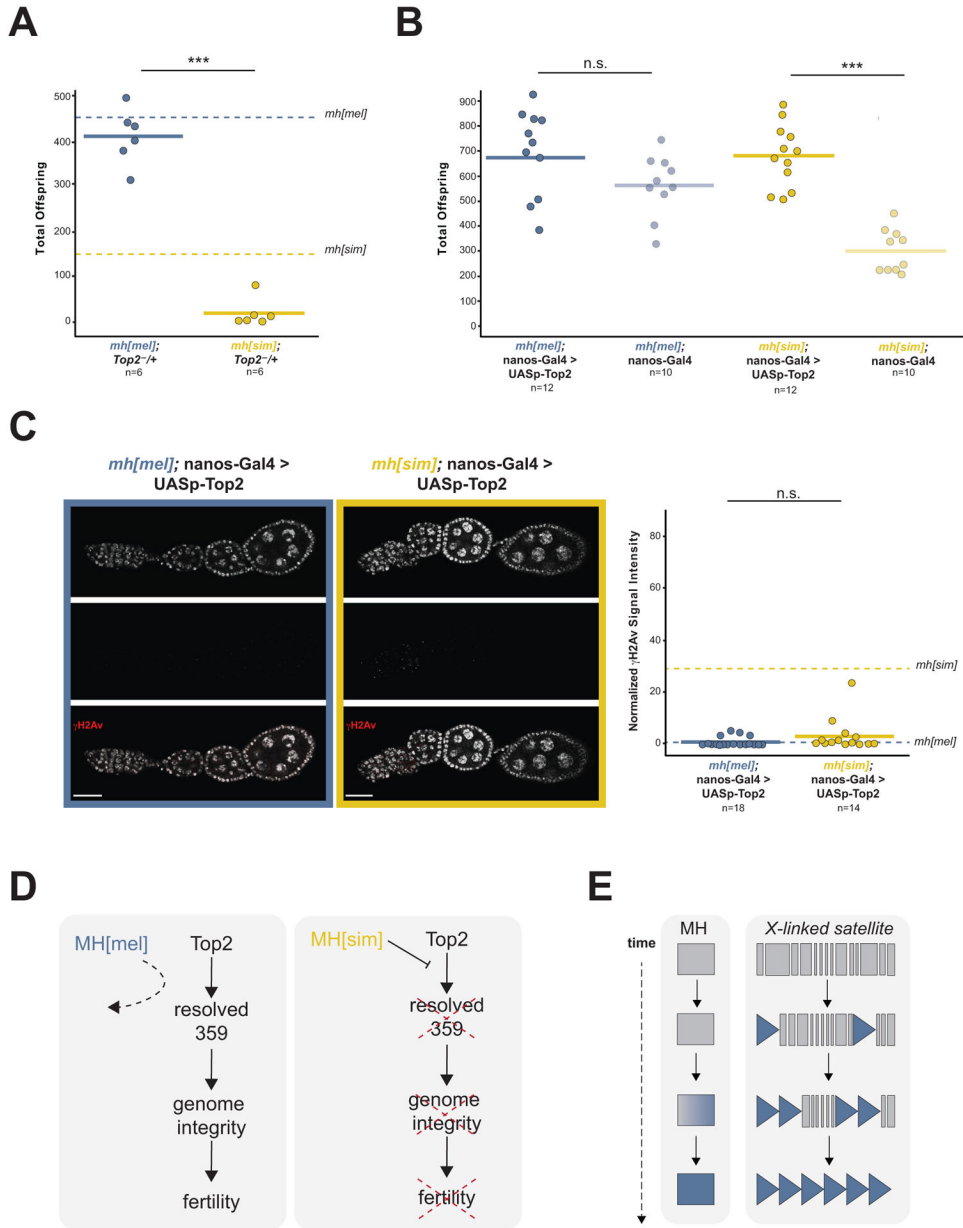 A
***
500
400
300
200
100
0
Total Offspring
mh[mel]
mh[sim]
mh[mel];
Top2⁻/+
n=6
mh[sim];
Top2⁻/+
n=6
B
n.s.
***
900
800
700
600
500
400
300
200
100
0
Total Offspring
mh[mel];
nanos-Gal4 >
UASp-Top2
n=12
mh[mel];
nanos-Gal4
n=10
mh[sim];
nanos-Gal4 >
UASp-Top2
n=12
mh[sim];
nanos-Gal4
n=10
C
mh[mel]; nanos-Gal4 >
UASp-Top2
γH2Av
mh[sim]; nanos-Gal4 >
UASp-Top2
γH2Av
n.s.
80
60
40
20
0
Normalized γH2Av Signal Intensity
mh[sim]
mh[mel]
mh[mel];
nanos-Gal4 >
UASp-Top2
n=18
mh[sim];
nanos-Gal4 >
UASp-Top2
n=14
D
MH[mel]
Top2
resolved
359
genome
integrity
fertility
MH[sim]
Top2
resolved
359
genome
integrity
fertility
E
time
MH
X-linked satellite